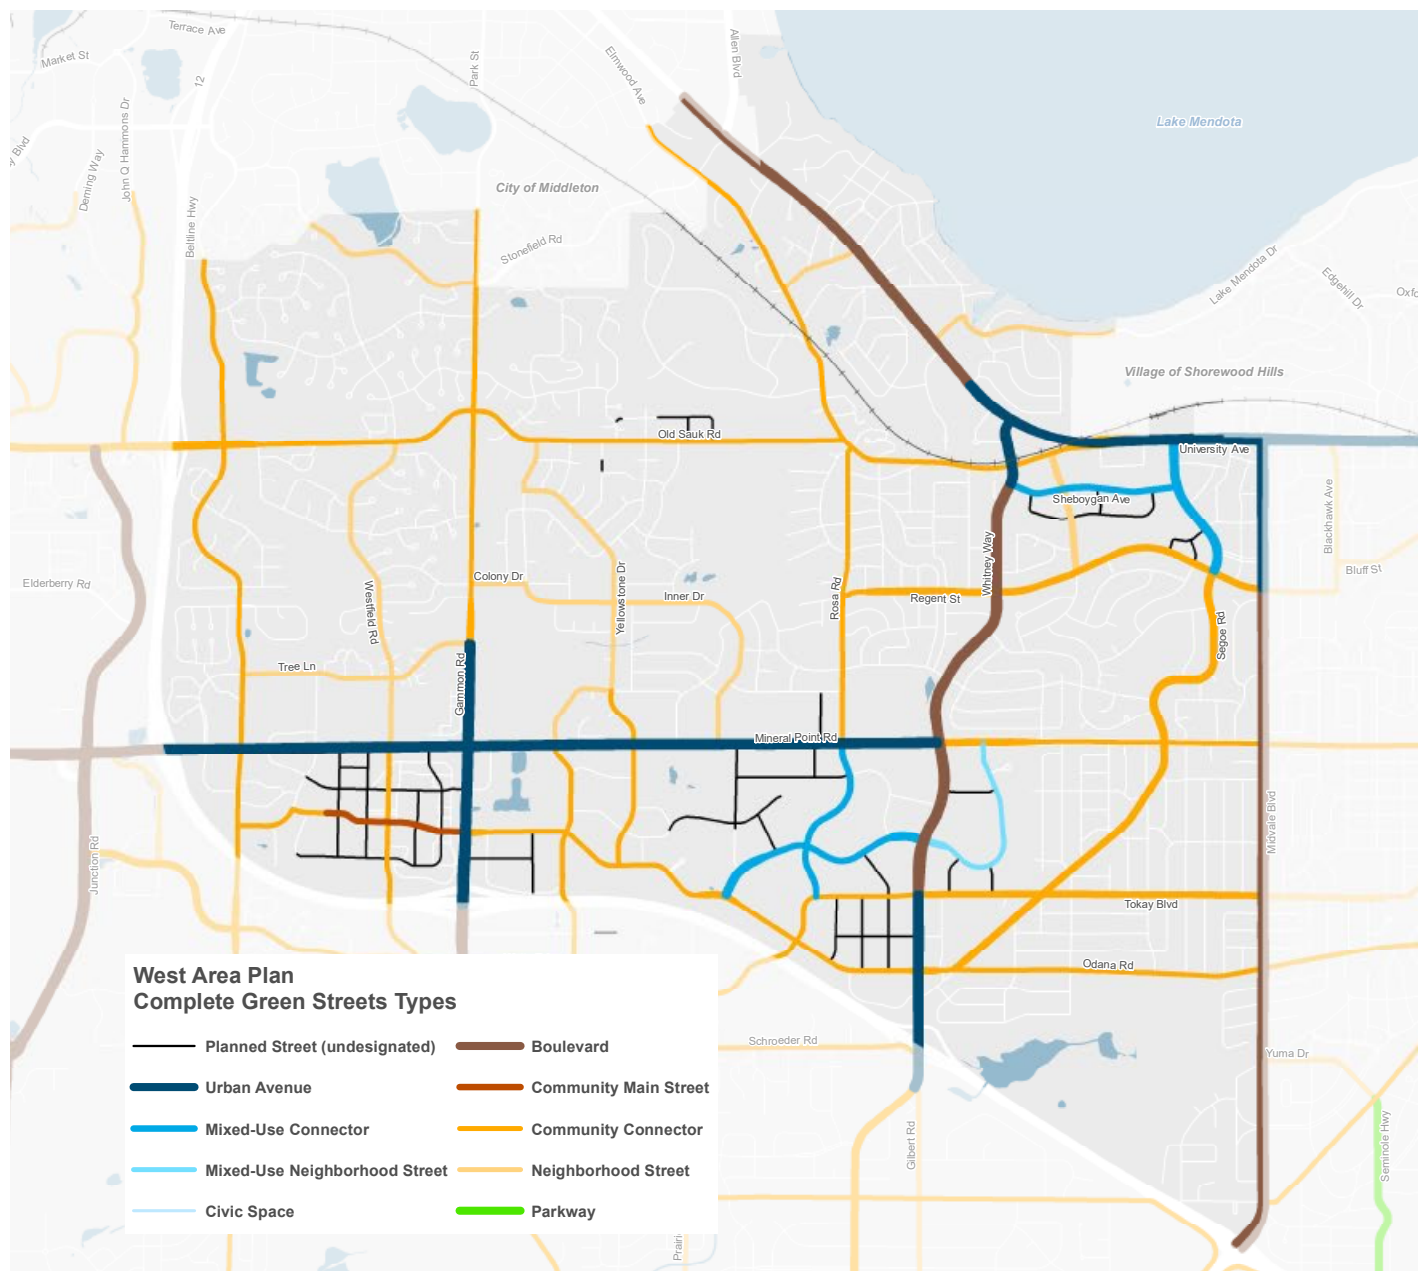 Terrace Ave
Market St
12
Park St
Elmwood Ave
Allen Blvd
Lake Mendota
John Q Hammons Dr
Deming Way
Blvd
Beltline Hwy
City of Middleton
Stonefield Rd
Lake Mendota Dr
Edgehill Dr
Oxfo
Village of Shorewood Hills
Old Sauk Rd
University Ave
Sheboygan Ave
Blackhawk Ave
Whitney Way
Elderberry Rd
Westfield Rd
Colony Dr
Yellowstone Dr
Inner Dr
Rosa Rd
Regent St
Bluff St
Segoe Rd
Tree Ln
Gammon Rd
Mineral Point Rd
Midvale Blvd
Junction Rd
Tokay Blvd
Odana Rd
West Area Plan
Complete Green Streets Types
Planned Street (undesignated)
Boulevard
Urban Avenue
Community Main Street
Mixed-Use Connector
Community Connector
Mixed-Use Neighborhood Street
Neighborhood Street
Civic Space
Parkway
Schroeder Rd
Yuma Dr
Gilbert Rd
Seminole Hwy
Prairi